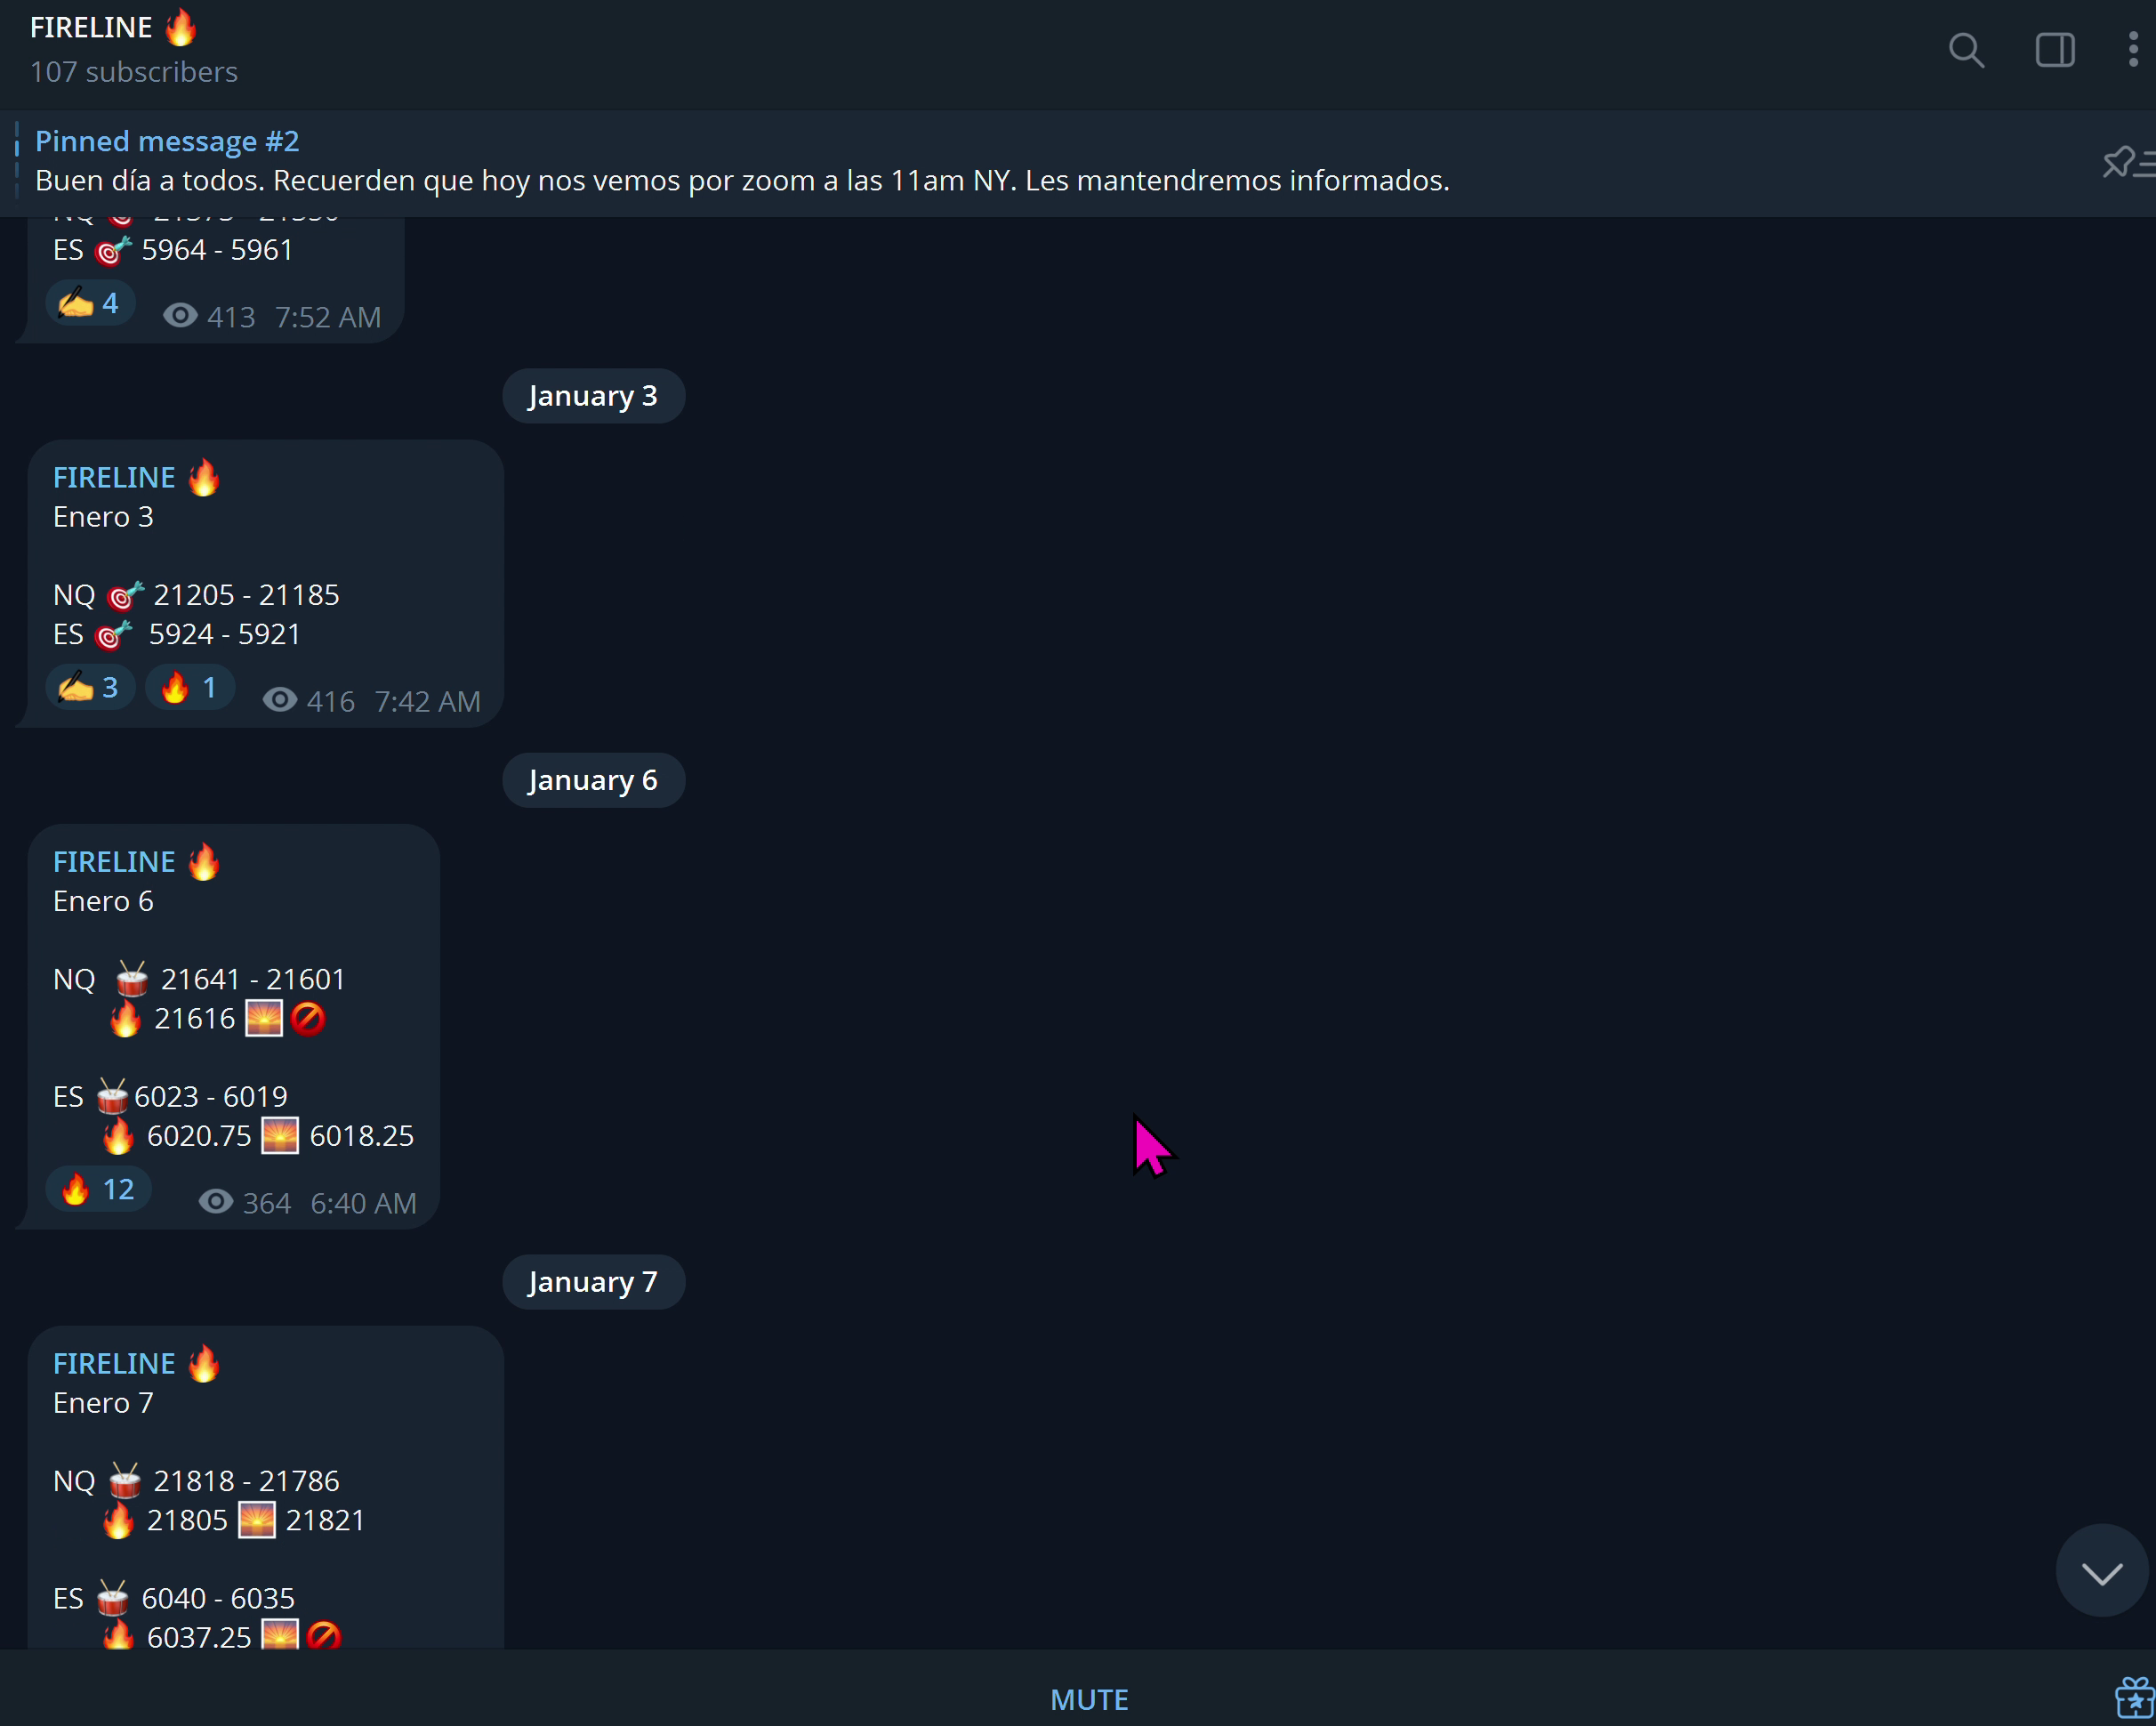 FIRELINE 🔥
107 subscribers
Pinned message #2
Buen día a todos. Recuerden que hoy nos vemos por zoom a las 11am NY. Les mantendremos informados.
ES 🎯 5964 - 5961
✍️ 4 413 7:52 AM
January 3
FIRELINE 🔥
Enero 3
NQ 🎯 21205 - 21185
ES 🎯 5924 - 5921
✍️ 3 🔥 1 416 7:42 AM
January 6
FIRELINE 🔥
Enero 6
NQ 🥁 21641 - 21601
🔥 21616 🌅🚫
ES 🥁6023 - 6019
🔥 6020.75 🌅 6018.25
🔥 12 364 6:40 AM
January 7
FIRELINE 🔥
Enero 7
NQ 🥁 21818 - 21786
🔥 21805 🌅 21821
ES 🥁 6040 - 6035
🔥 6037.25 🌅🚫
MUTE